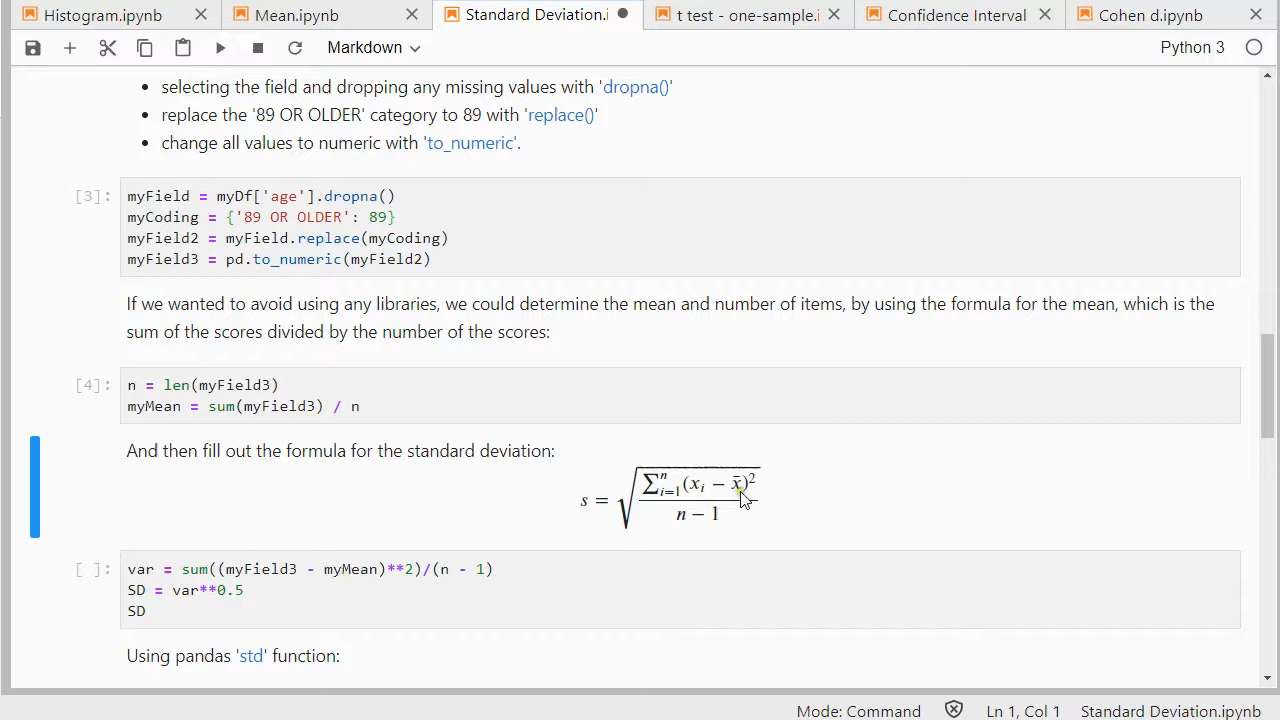 Histogram.ipynb Mean.ipynb Standard Deviation.i t test - one-sample.i Confidence Interval Cohen d.ipynb
Markdown Python 3
• selecting the field and dropping any missing values with 'dropna()'
• replace the '89 OR OLDER' category to 89 with 'replace()'
• change all values to numeric with 'to_numeric'.
[3]: myField = myDf['age'].dropna()
myCoding = {'89 OR OLDER': 89}
myField2 = myField.replace(myCoding)
myField3 = pd.to_numeric(myField2)
If we wanted to avoid using any libraries, we could determine the mean and number of items, by using the formula for the mean, which is the
sum of the scores divided by the number of the scores:
[4]: n = len(myField3)
myMean = sum(myField3) / n
And then fill out the formula for the standard deviation:
s = √(∑ⁿᵢ₌₁(xᵢ − x̄)² / n − 1)
[ ]: var = sum((myField3 - myMean)**2)/(n - 1)
SD = var**0.5
SD
Using pandas 'std' function:
Mode: Command Ln 1, Col 1 Standard Deviation.ipynb